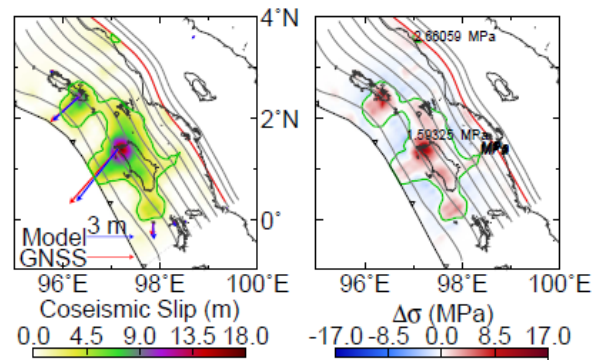 4°N
2.66059 MPa
2°N
1.59325 MPa
MPa
0°N
Model 3 m
GNSS
96°E 98°E 100°E 96°E 98°E 100°E
Coseismic Slip (m) Δσ (MPa)
0.0 4.5 9.0 13.5 18.0 -17.0 -8.5 0.0 8.5 17.0